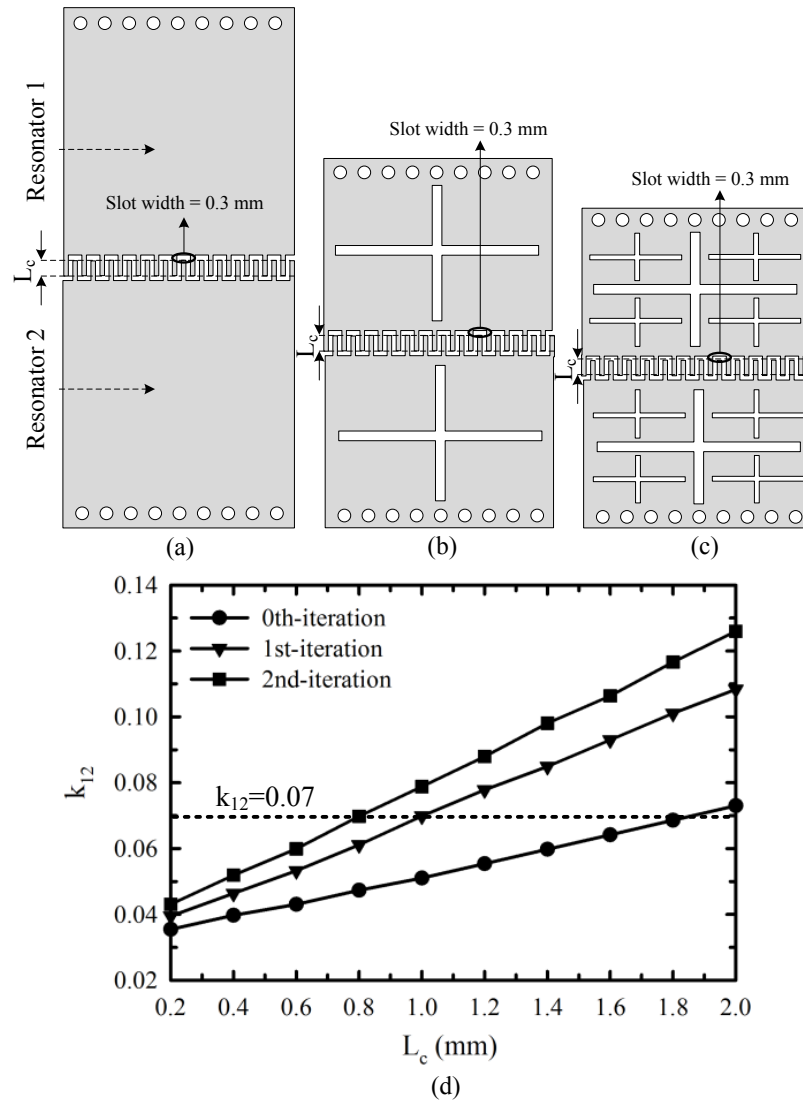 Resonator 1
Slot width = 0.3 mm
L_c
Resonator 2
(a)
Slot width = 0.3 mm
L_c
(b)
Slot width = 0.3 mm
L_c
(c)
0.14
0.12
0.10
0.08
0.06
0.04
0.02
k_12
0th-iteration
1st-iteration
2nd-iteration
k_12=0.07
0.2 0.4 0.6 0.8 1.0 1.2 1.4 1.6 1.8 2.0
L_c (mm)
(d)